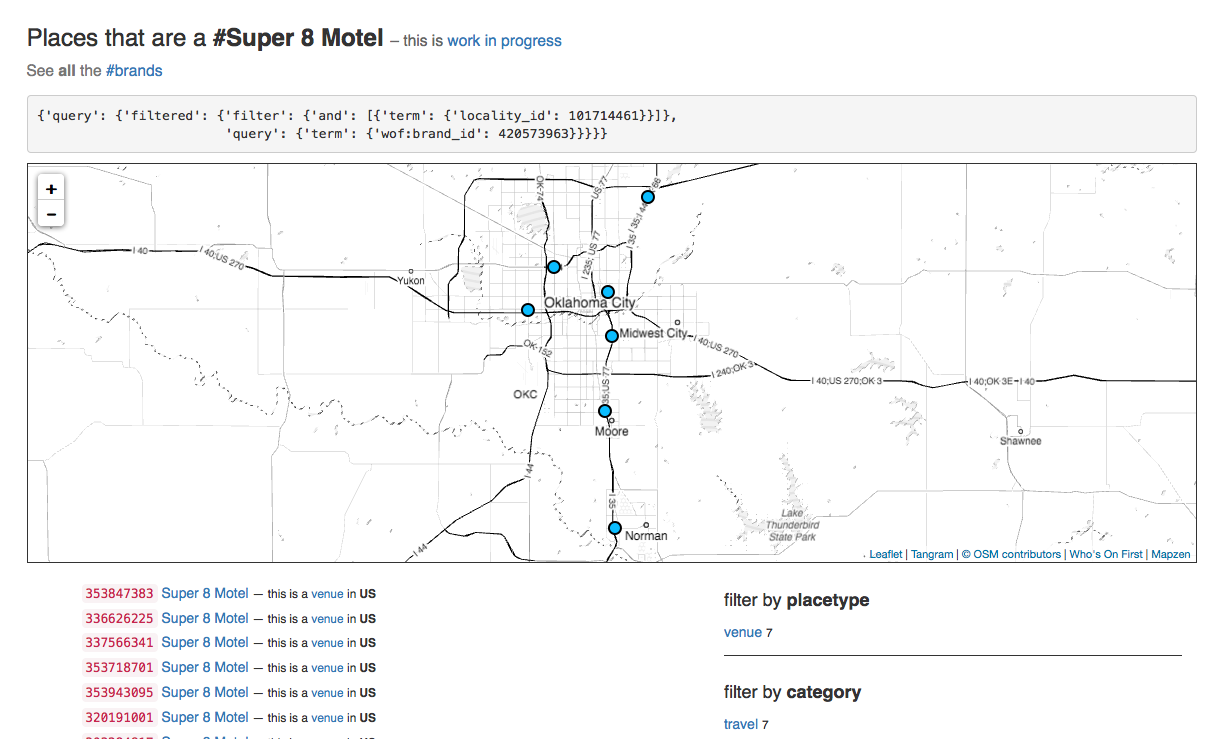 Places that are a #Super 8 Motel – this is work in progress
See all the #brands
{'query': {'filtered': {'filter': {'and': [{'term': {'locality_id': 101714461}}]},
'query': {'term': {'wof:brand_id': 420573963}}}}}
+
−
OK-74
US-77
I 35;I 44
66
I 235; US 77
I 35
I 40
I 40;US 270
Yukon
Oklahoma City
Midwest City
I 40;US 270
OK-152
I 240;OK 3
I 40;US 270;OK 3
I 40;OK 3E
I 40
OKC
35;US-77
Moore
Shawnee
I 44
I 35
Lake
Thunderbird
State Park
Norman
I 44
Leaflet | Tangram | © OSM contributors | Who's On First | Mapzen
353847383 Super 8 Motel — this is a venue in US
336626225 Super 8 Motel — this is a venue in US
337566341 Super 8 Motel — this is a venue in US
353718701 Super 8 Motel — this is a venue in US
353943095 Super 8 Motel — this is a venue in US
320191001 Super 8 Motel — this is a venue in US
filter by placetype
venue 7
filter by category
travel 7